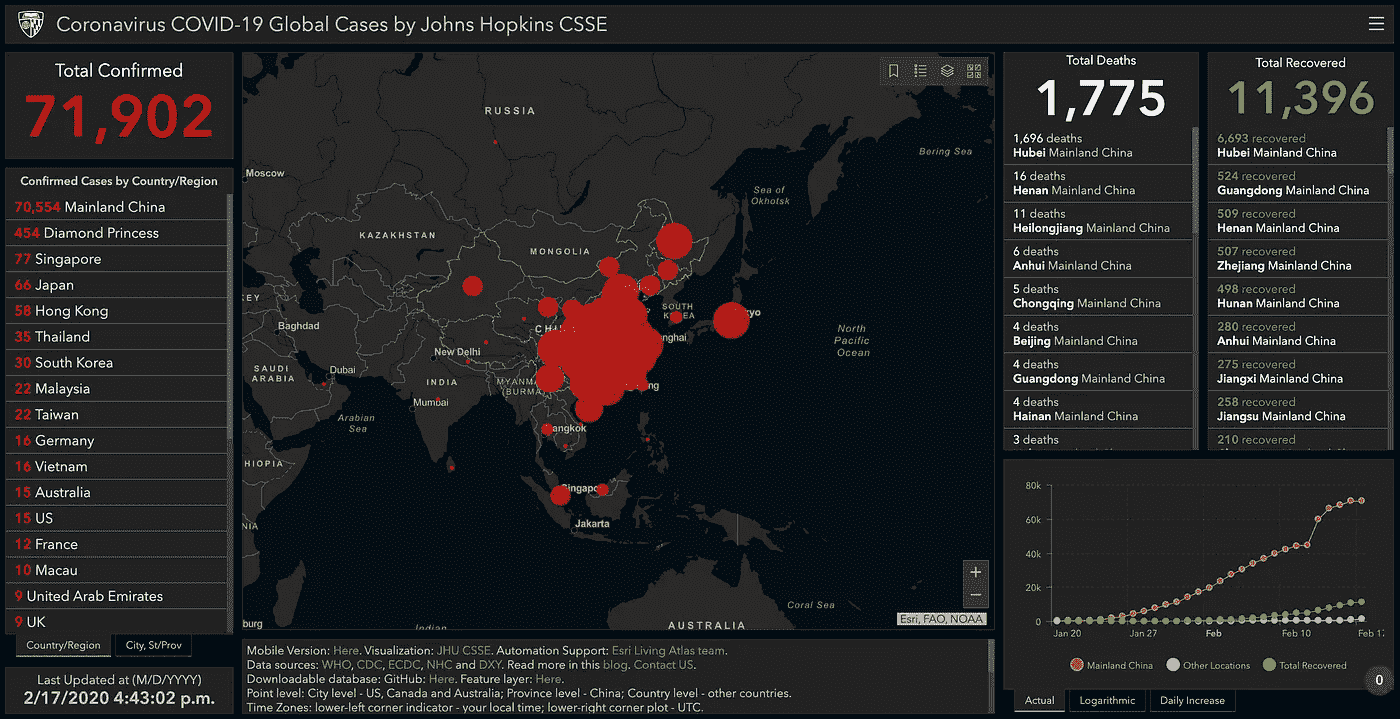 Coronavirus COVID-19 Global Cases by Johns Hopkins CSSE
Total Confirmed
71,902
Confirmed Cases by Country/Region
70,554 Mainland China
454 Diamond Princess
77 Singapore
66 Japan
58 Hong Kong
35 Thailand
30 South Korea
22 Malaysia
22 Taiwan
16 Germany
16 Vietnam
15 Australia
15 US
12 France
10 Macau
9 United Arab Emirates
9 UK
Country/Region
City, St/Prov
Last Updated at (M/D/YYYY)
2/17/2020 4:43:02 p.m.
RUSSIA
Bering Sea
Moscow
Sea of
Okhotsk
KAZAKHSTAN
MONGOLIA
KEY
SOUTH
KOREA
yo
Baghdad
CHI
nghai
North
Pacific
Ocean
New Delhi
SAUDI
ARABIA
Dubai
INDIA
MYANM
(BURMA)
ng
Mumbai
Arabian
Sea
angkok
HIOPIA
Singapo
NIA
Jakarta
Coral Sea
burg
Indian
AUSTRALIA
+
−
Esri, FAO, NOAA
Mobile Version: Here. Visualization: JHU CSSE. Automation Support: Esri Living Atlas team.
Data sources: WHO, CDC, ECDC, NHC and DXY. Read more in this blog. Contact US.
Downloadable database: GitHub: Here. Feature layer: Here.
Point level: City level - US, Canada and Australia; Province level - China; Country level - other countries.
Time Zones: lower-left corner indicator - your local time; lower-right corner plot - UTC.
Total Deaths
1,775
1,696 deaths
Hubei Mainland China
16 deaths
Henan Mainland China
11 deaths
Heilongjiang Mainland China
6 deaths
Anhui Mainland China
5 deaths
Chongqing Mainland China
4 deaths
Beijing Mainland China
4 deaths
Guangdong Mainland China
4 deaths
Hainan Mainland China
3 deaths
Total Recovered
11,396
6,693 recovered
Hubei Mainland China
524 recovered
Guangdong Mainland China
509 recovered
Henan Mainland China
507 recovered
Zhejiang Mainland China
498 recovered
Hunan Mainland China
280 recovered
Anhui Mainland China
275 recovered
Jiangxi Mainland China
258 recovered
Jiangsu Mainland China
210 recovered
80k
60k
40k
20k
0
Jan 20
Jan 27
Feb
Feb 10
Feb 17
Mainland China
Other Locations
Total Recovered
0
Actual
Logarithmic
Daily Increase